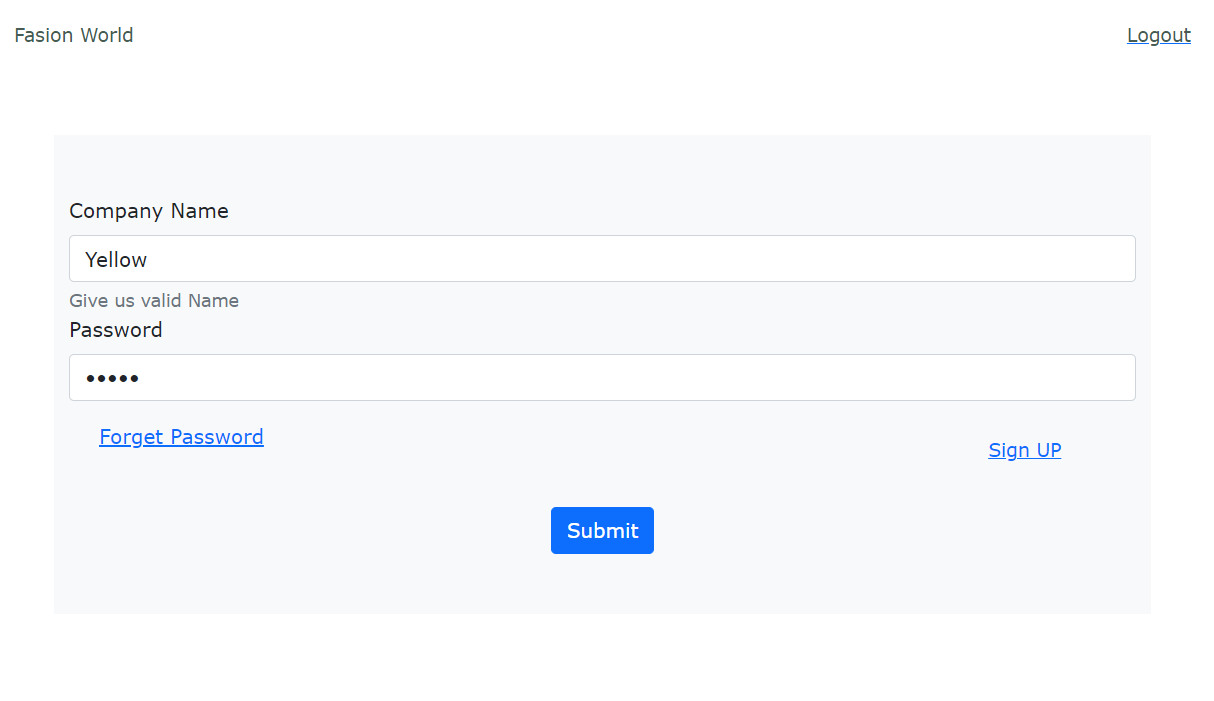 Fasion World
Logout
Company Name
Yellow
Give us valid Name
Password
•••••
Forget Password
Sign UP
Submit